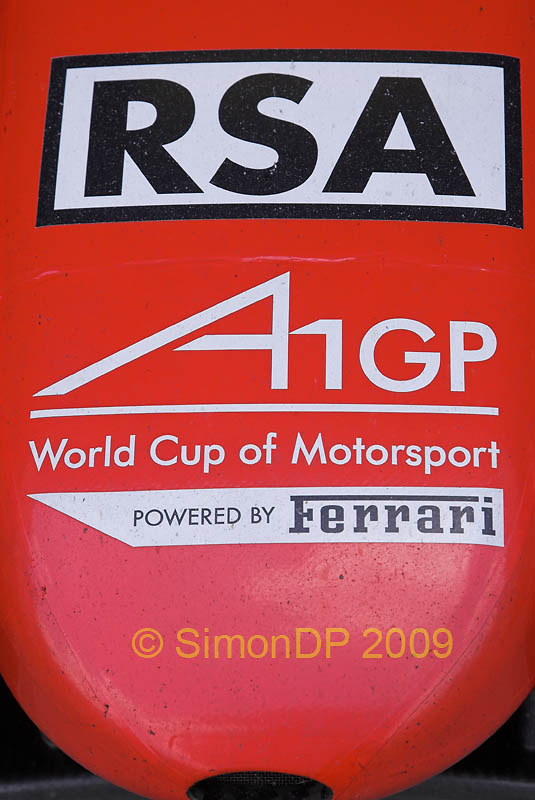 RSA
A1GP
World Cup of Motorsport
POWERED BY Ferrari
© SimonDP 2009